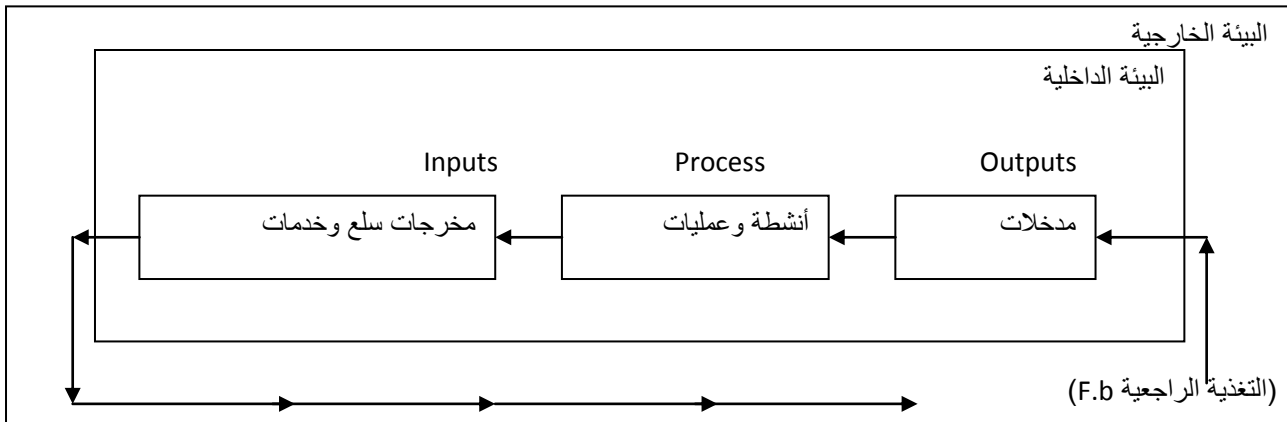 البيئة الخارجية
البيئة الداخلية
Inputs Process Outputs
مدخلات أنشطة وعمليات مخرجات سلع وخدمات
(التغذية الراجعية F.b)